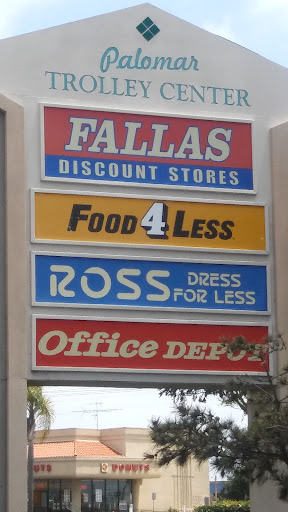 Palomar
TROLLEY CENTER
FALLAS
DISCOUNT STORES
FOOD 4 LESS
ROSS DRESS
FOR LESS
Office DEPOT
DONUTS